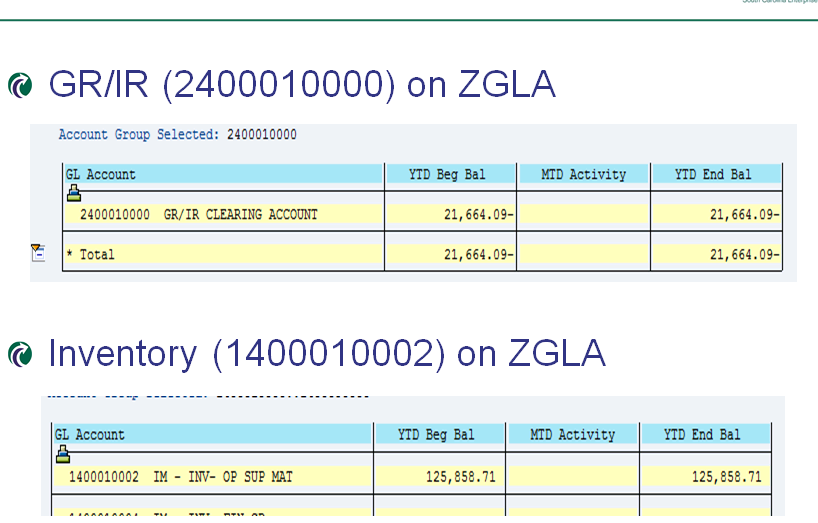 South Carolina Enterprise
GR/IR (2400010000) on ZGLA
Account Group Selected: 2400010000
GL Account YTD Beg Bal MTD Activity YTD End Bal
2400010000 GR/IR CLEARING ACCOUNT 21,664.09- 21,664.09-
* Total 21,664.09- 21,664.09-
Inventory (1400010002) on ZGLA
GL Account YTD Beg Bal MTD Activity YTD End Bal
1400010002 IM - INV- OP SUP MAT 125,858.71 125,858.71